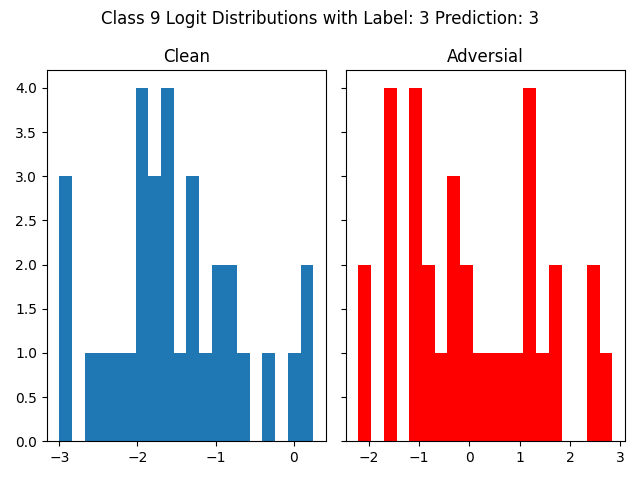 Class 9 Logit Distributions with Label: 3 Prediction: 3
Clean
Adversial
4.0
3.5
3.0
2.5
2.0
1.5
1.0
0.5
0.0
−3 −2 −1 0
−2 −1 0 1 2 3